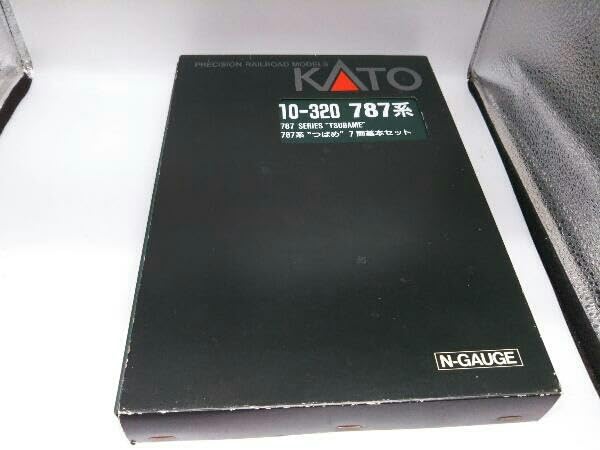 PRECISION RAILROAD MODELS
KATO
10-320 787系
787 SERIES "TSUBAME"
787系 "つばめ" 7両基本セット
N-GAUGE